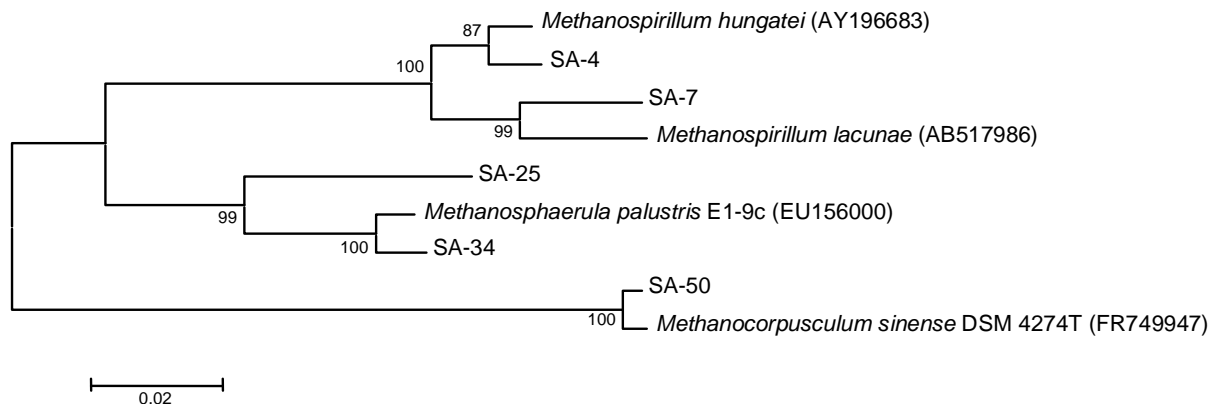 Methanospirillum hungatei (AY196683)
87
SA-4
100
SA-7
99
Methanospirillum lacunae (AB517986)
SA-25
99
Methanosphaerula palustris E1-9c (EU156000)
100
SA-34
SA-50
100
Methanocorpusculum sinense DSM 4274T (FR749947)
0.02